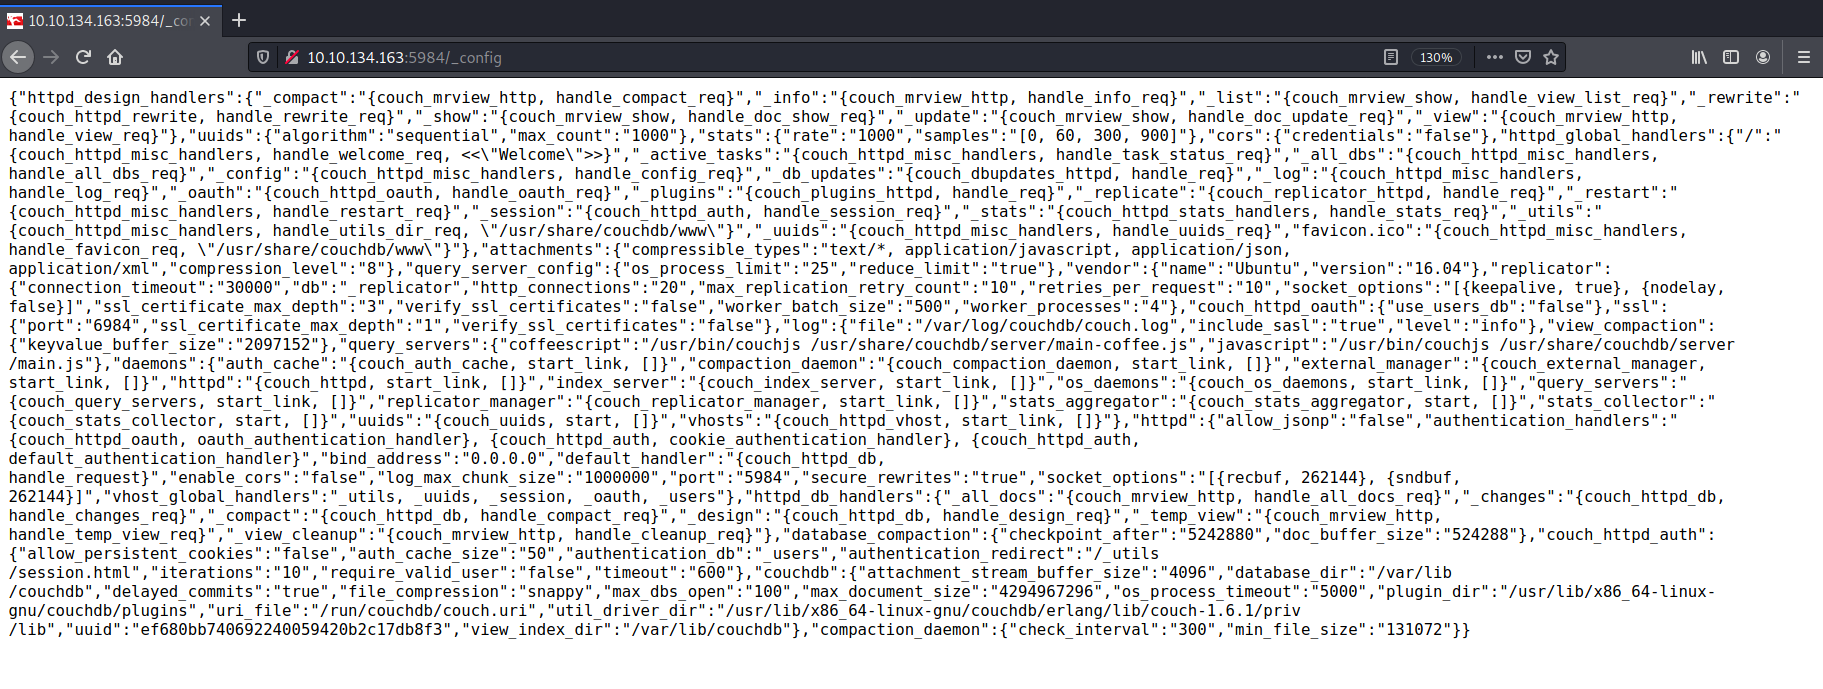 10.10.134.163:5984/_co
10.10.134.163:5984/_config
130%
{"httpd_design_handlers":{"_compact":"{couch_mrview_http, handle_compact_req}","_info":"{couch_mrview_http, handle_info_req}","_list":"{couch_mrview_show, handle_view_list_req}","_rewrite":"
{couch_httpd_rewrite, handle_rewrite_req}","_show":"{couch_mrview_show, handle_doc_show_req}","_update":"{couch_mrview_show, handle_doc_update_req}","_view":"{couch_mrview_http,
handle_view_req}"},"uuids":{"algorithm":"sequential","max_count":"1000"},"stats":{"rate":"1000","samples":"[0, 60, 300, 900]"},"cors":{"credentials":"false"},"httpd_global_handlers":{"/":"
{couch_httpd_misc_handlers, handle_welcome_req, <<\"Welcome\">>}","_active_tasks":"{couch_httpd_misc_handlers, handle_task_status_req}","_all_dbs":"{couch_httpd_misc_handlers,
handle_all_dbs_req}","_config":"{couch_httpd_misc_handlers, handle_config_req}","_db_updates":"{couch_dbupdates_httpd, handle_req}","_log":"{couch_httpd_misc_handlers,
handle_log_req}","_oauth":"{couch_httpd_oauth, handle_oauth_req}","_plugins":"{couch_plugins_httpd, handle_req}","_replicate":"{couch_replicator_httpd, handle_req}","_restart":"
{couch_httpd_misc_handlers, handle_restart_req}","_session":"{couch_httpd_auth, handle_session_req}","_stats":"{couch_httpd_stats_handlers, handle_stats_req}","_utils":"
{couch_httpd_misc_handlers, handle_utils_dir_req, \"/usr/share/couchdb/www\"}","_uuids":"{couch_httpd_misc_handlers, handle_uuids_req}","favicon.ico":"{couch_httpd_misc_handlers,
handle_favicon_req, \"/usr/share/couchdb/www\"}"},"attachments":{"compressible_types":"text/*, application/javascript, application/json,
application/xml","compression_level":"8"},"query_server_config":{"os_process_limit":"25","reduce_limit":"true"},"vendor":{"name":"Ubuntu","version":"16.04"},"replicator":
{"connection_timeout":"30000","db":"_replicator","http_connections":"20","max_replication_retry_count":"10","retries_per_request":"10","socket_options":"[{keepalive, true}, {nodelay,
false}]","ssl_certificate_max_depth":"3","verify_ssl_certificates":"false","worker_batch_size":"500","worker_processes":"4"},"couch_httpd_oauth":{"use_users_db":"false"},"ssl":
{"port":"6984","ssl_certificate_max_depth":"1","verify_ssl_certificates":"false"},"log":{"file":"/var/log/couchdb/couch.log","include_sasl":"true","level":"info"},"view_compaction":
{"keyvalue_buffer_size":"2097152"},"query_servers":{"coffeescript":"/usr/bin/couchjs /usr/share/couchdb/server/main-coffee.js","javascript":"/usr/bin/couchjs /usr/share/couchdb/server
/main.js"},"daemons":{"auth_cache":"{couch_auth_cache, start_link, []}","compaction_daemon":"{couch_compaction_daemon, start_link, []}","external_manager":"{couch_external_manager,
start_link, []}","httpd":"{couch_httpd, start_link, []}","index_server":"{couch_index_server, start_link, []}","os_daemons":"{couch_os_daemons, start_link, []}","query_servers":"
{couch_query_servers, start_link, []}","replicator_manager":"{couch_replicator_manager, start_link, []}","stats_aggregator":"{couch_stats_aggregator, start, []}","stats_collector":"
{couch_stats_collector, start, []}","uuids":"{couch_uuids, start, []}","vhosts":"{couch_httpd_vhost, start_link, []}"},"httpd":{"allow_jsonp":"false","authentication_handlers":"
{couch_httpd_oauth, oauth_authentication_handler}, {couch_httpd_auth, cookie_authentication_handler}, {couch_httpd_auth,
default_authentication_handler}","bind_address":"0.0.0.0","default_handler":"{couch_httpd_db,
handle_request}","enable_cors":"false","log_max_chunk_size":"1000000","port":"5984","secure_rewrites":"true","socket_options":"[{recbuf, 262144}, {sndbuf,
262144}]","vhost_global_handlers":"_utils, _uuids, _session, _oauth, _users"},"httpd_db_handlers":{"_all_docs":"{couch_mrview_http, handle_all_docs_req}","_changes":"{couch_httpd_db,
handle_changes_req}","_compact":"{couch_httpd_db, handle_compact_req}","_design":"{couch_httpd_db, handle_design_req}","_temp_view":"{couch_mrview_http,
handle_temp_view_req}","_view_cleanup":"{couch_mrview_http, handle_cleanup_req}"},"database_compaction":{"checkpoint_after":"5242880","doc_buffer_size":"524288"},"couch_httpd_auth":
{"allow_persistent_cookies":"false","auth_cache_size":"50","authentication_db":"_users","authentication_redirect":"/_utils
/session.html","iterations":"10","require_valid_user":"false","timeout":"600"},"couchdb":{"attachment_stream_buffer_size":"4096","database_dir":"/var/lib
/couchdb","delayed_commits":"true","file_compression":"snappy","max_dbs_open":"100","max_document_size":"4294967296","os_process_timeout":"5000","plugin_dir":"/usr/lib/x86_64-linux-
gnu/couchdb/plugins","uri_file":"/run/couchdb/couch.uri","util_driver_dir":"/usr/lib/x86_64-linux-gnu/couchdb/erlang/lib/couch-1.6.1/priv
/lib","uuid":"ef680bb740692240059420b2c17db8f3","view_index_dir":"/var/lib/couchdb"},"compaction_daemon":{"check_interval":"300","min_file_size":"131072"}}